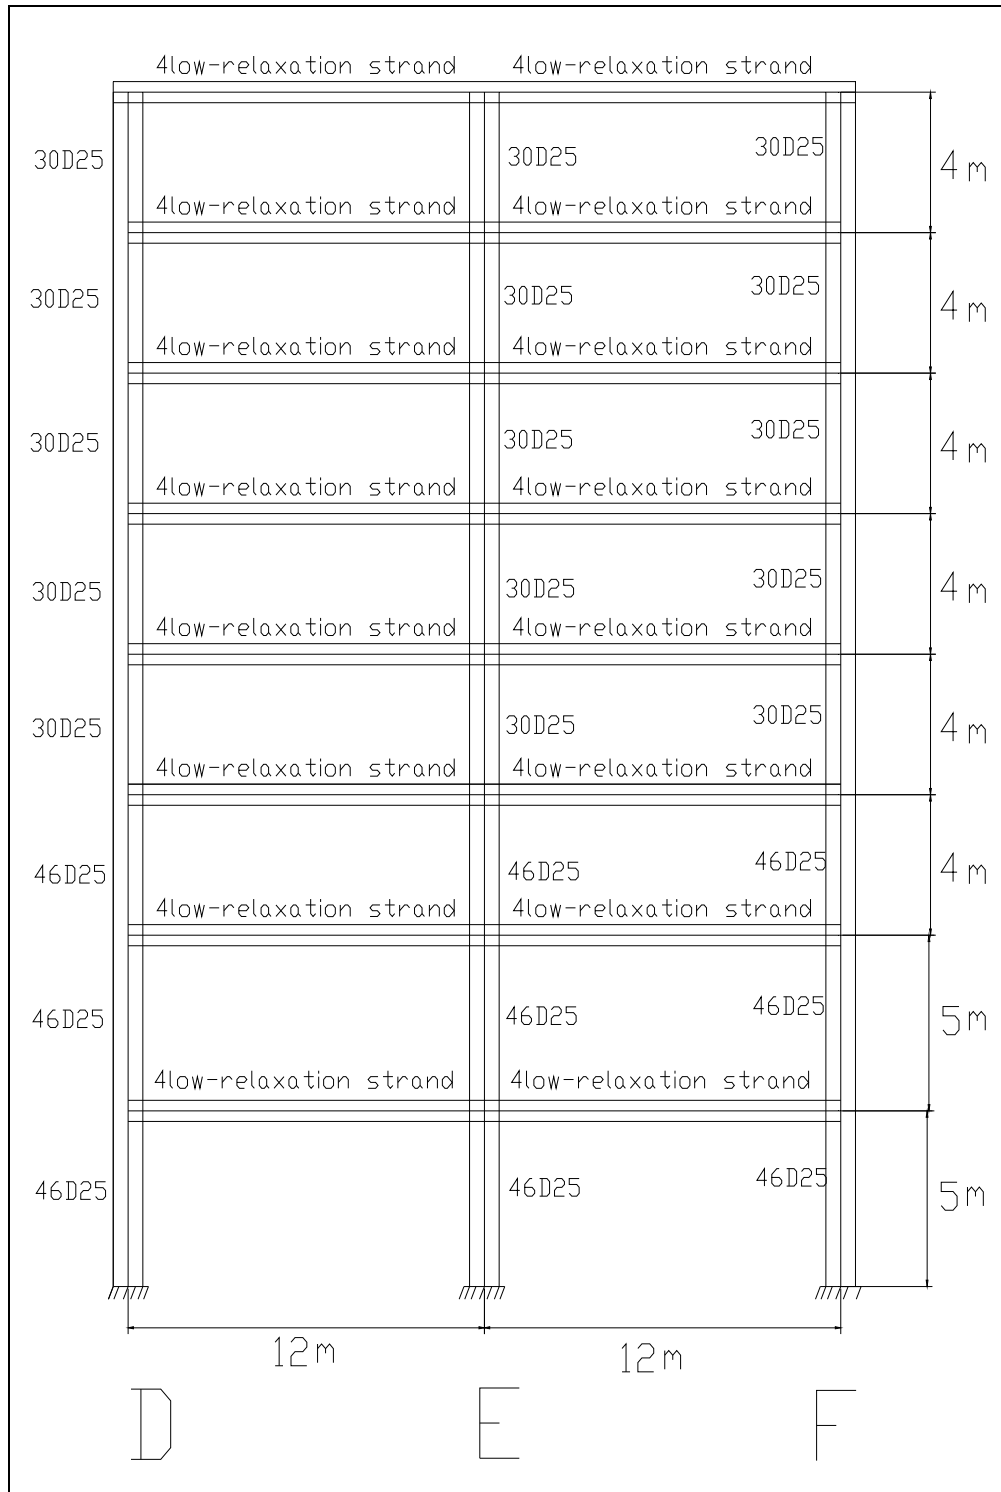 4low-relaxation strand 4low-relaxation strand
30D25 30D25 30D25 4m
4low-relaxation strand 4low-relaxation strand
30D25 30D25 30D25 4m
4low-relaxation strand 4low-relaxation strand
30D25 30D25 30D25 4m
4low-relaxation strand 4low-relaxation strand
30D25 30D25 30D25 4m
4low-relaxation strand 4low-relaxation strand
30D25 30D25 30D25 4m
4low-relaxation strand 4low-relaxation strand
46D25 46D25 46D25 4m
4low-relaxation strand 4low-relaxation strand
46D25 46D25 46D25 5m
4low-relaxation strand 4low-relaxation strand
46D25 46D25 46D25 5m
12m 12m
D E F